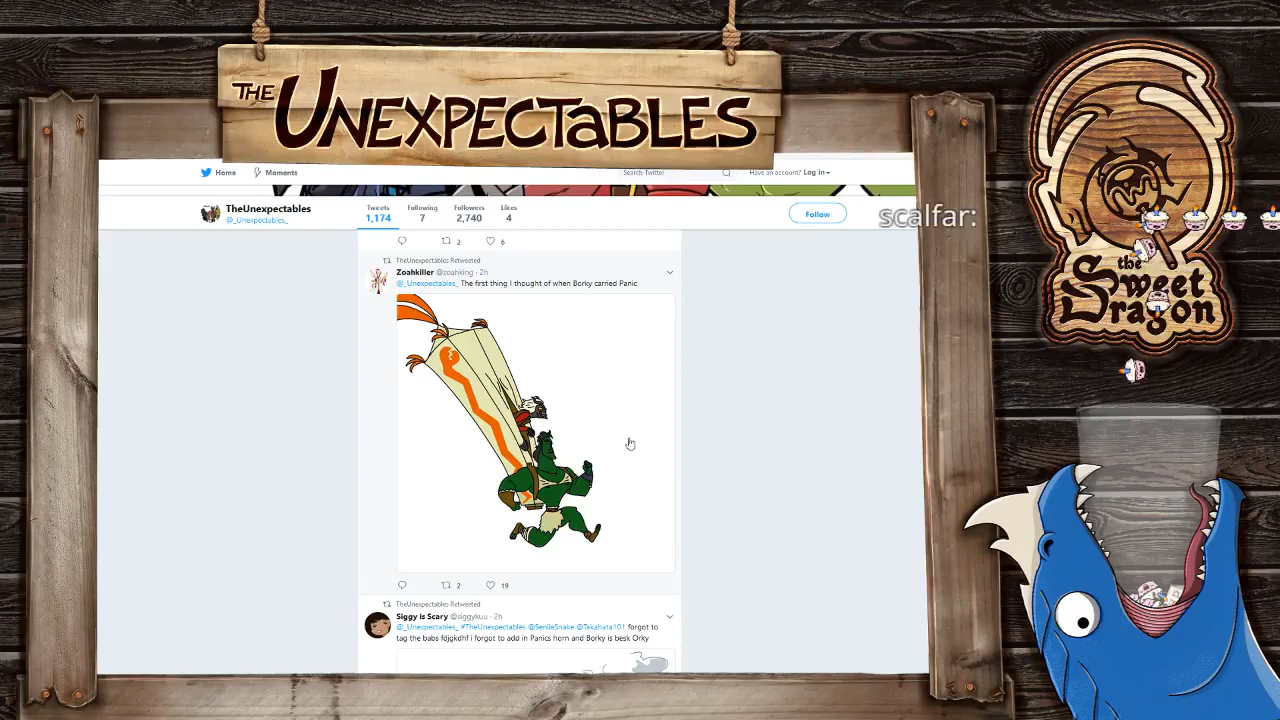 THE UNEXPECTABLES
Home Moments Search Twitter Have an account? Log in
TheUnexpectables
@_Unexpectables_
Tweets Following Followers Likes
1,174 7 2,740 4
Follow
scalfar:
2 6
TheUnexpectables Retweeted
Zoahkiller @zoahking · 2h
@_Unexpectables_ The first thing I thought of when Borky carried Panic
2 19
TheUnexpectables Retweeted
Siggy is Scary @siggykuu · 2h
@_Unexpectables_ #TheUnexpectables @SenileSnake @Takahata101 forgot to
tag the babs fdjgkdhf i forgot to add in Panics horn and Borky is besk Orky
the
Sweet
Dragon